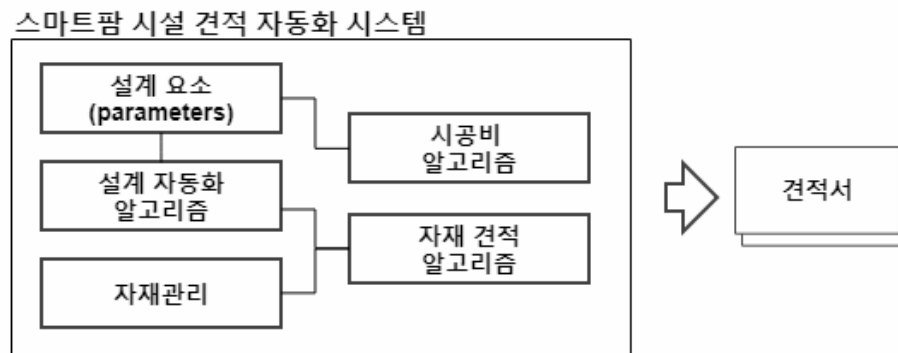 스마트팜 시설 견적 자동화 시스템
설계 요소
(parameters)
설계 자동화
알고리즘
자재관리
시공비
알고리즘
자재 견적
알고리즘
견적서